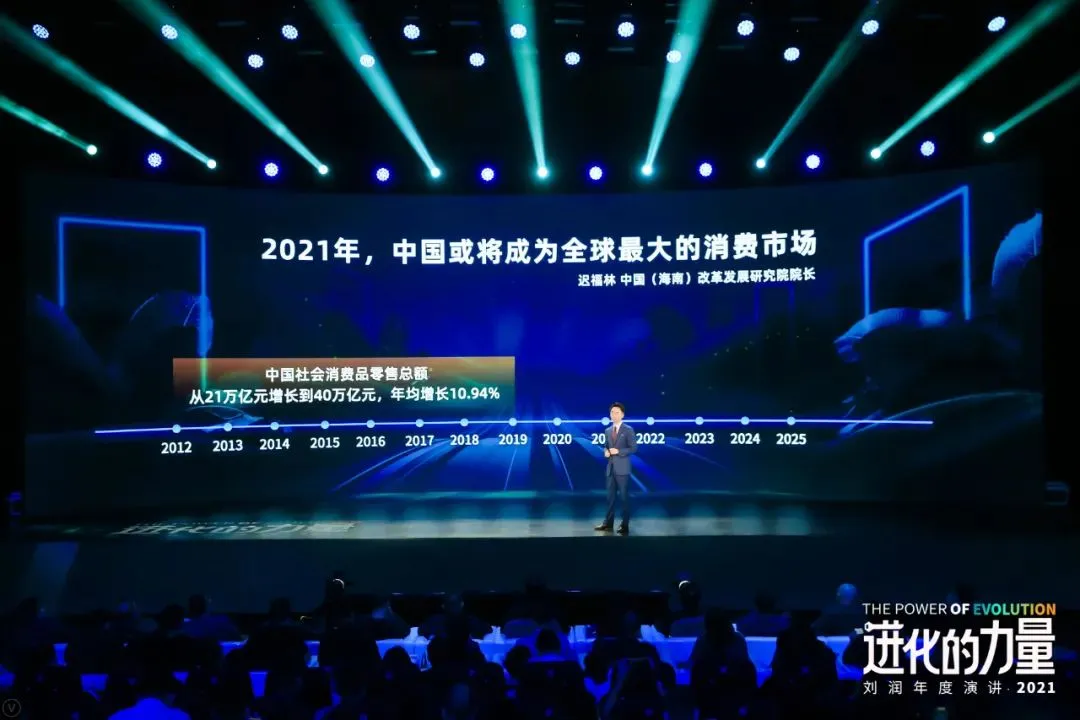 2021年，中国或将成为全球最大的消费市场
迟福林 中国（海南）改革发展研究院院长
中国社会消费品零售总额
从21万亿元增长到40万亿元，年均增长10.94%
2012 2013 2014 2015 2016 2017 2018 2019 2020 2022 2023 2024 2025
进化的力量
THE POWER OF EVOLUTION
进化的力量
刘润年度演讲·2021